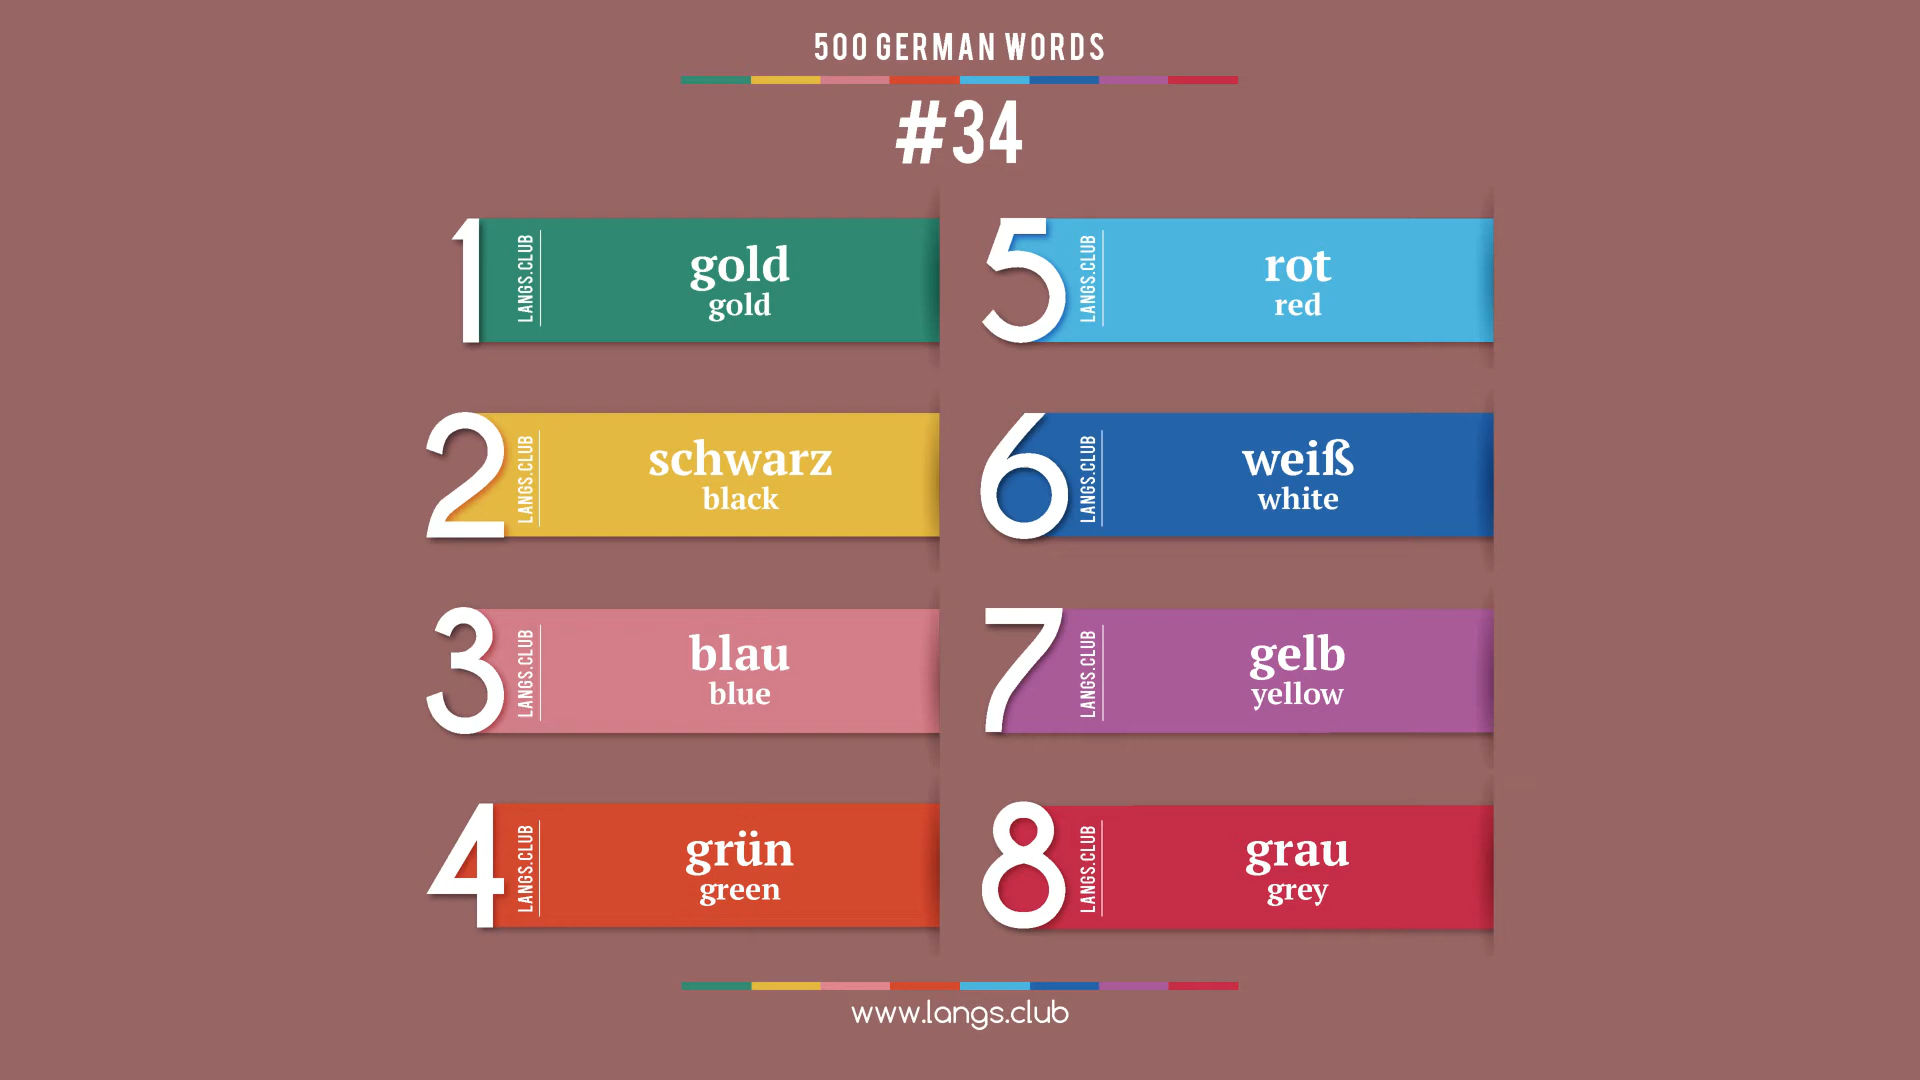 500 GERMAN WORDS
#34
1
LANGS.CLUB
gold
gold
2
LANGS.CLUB
schwarz
black
3
LANGS.CLUB
blau
blue
4
LANGS.CLUB
grün
green
5
LANGS.CLUB
rot
red
6
LANGS.CLUB
weiß
white
7
LANGS.CLUB
gelb
yellow
8
LANGS.CLUB
grau
grey
www.langs.club